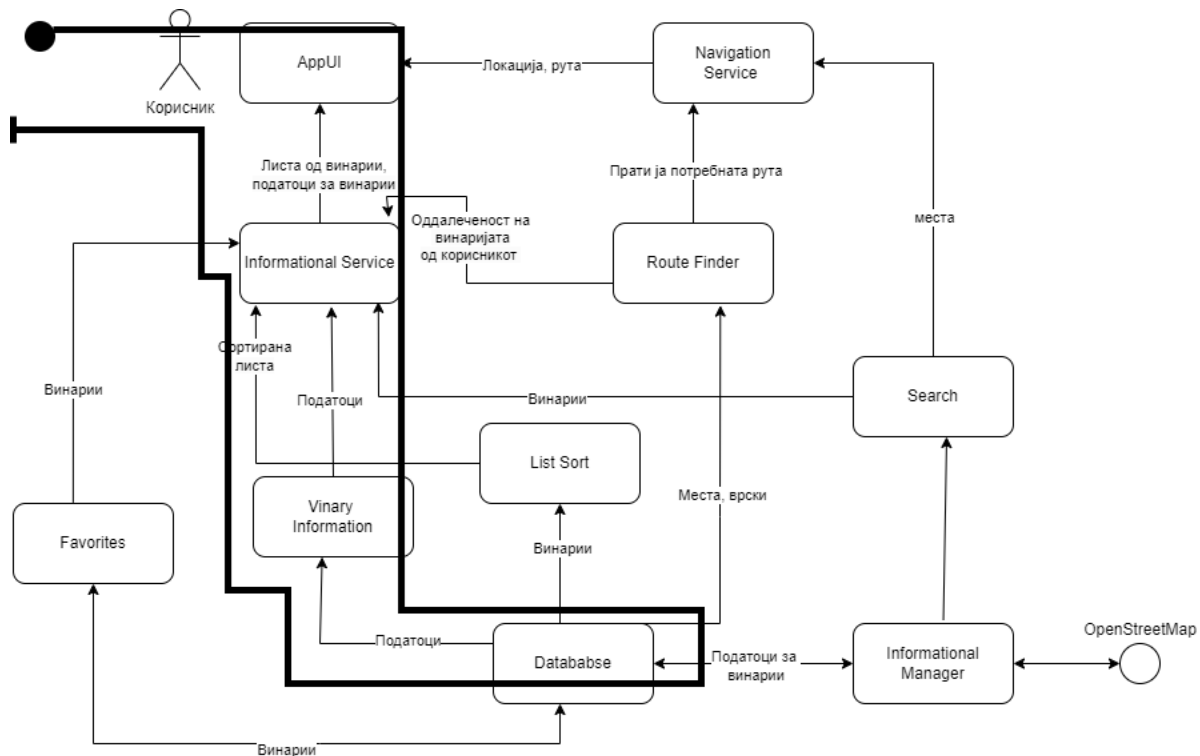 AppUI
Navigation
Service
Локација, рута
Корисник
Листа од винарии,
податоци за винарии
Прати ја потребната рута
Оддалеченост на
винаријата
од корисникот
места
Informational Service
Route Finder
Сортирана
листа
Винарии
Податоци
Винарии
Search
List Sort
Vinary
Information
Места, врски
Favorites
Винарии
Податоци
Datababse
Податоци за
винарии
Informational
Manager
OpenStreetMap
Винарии